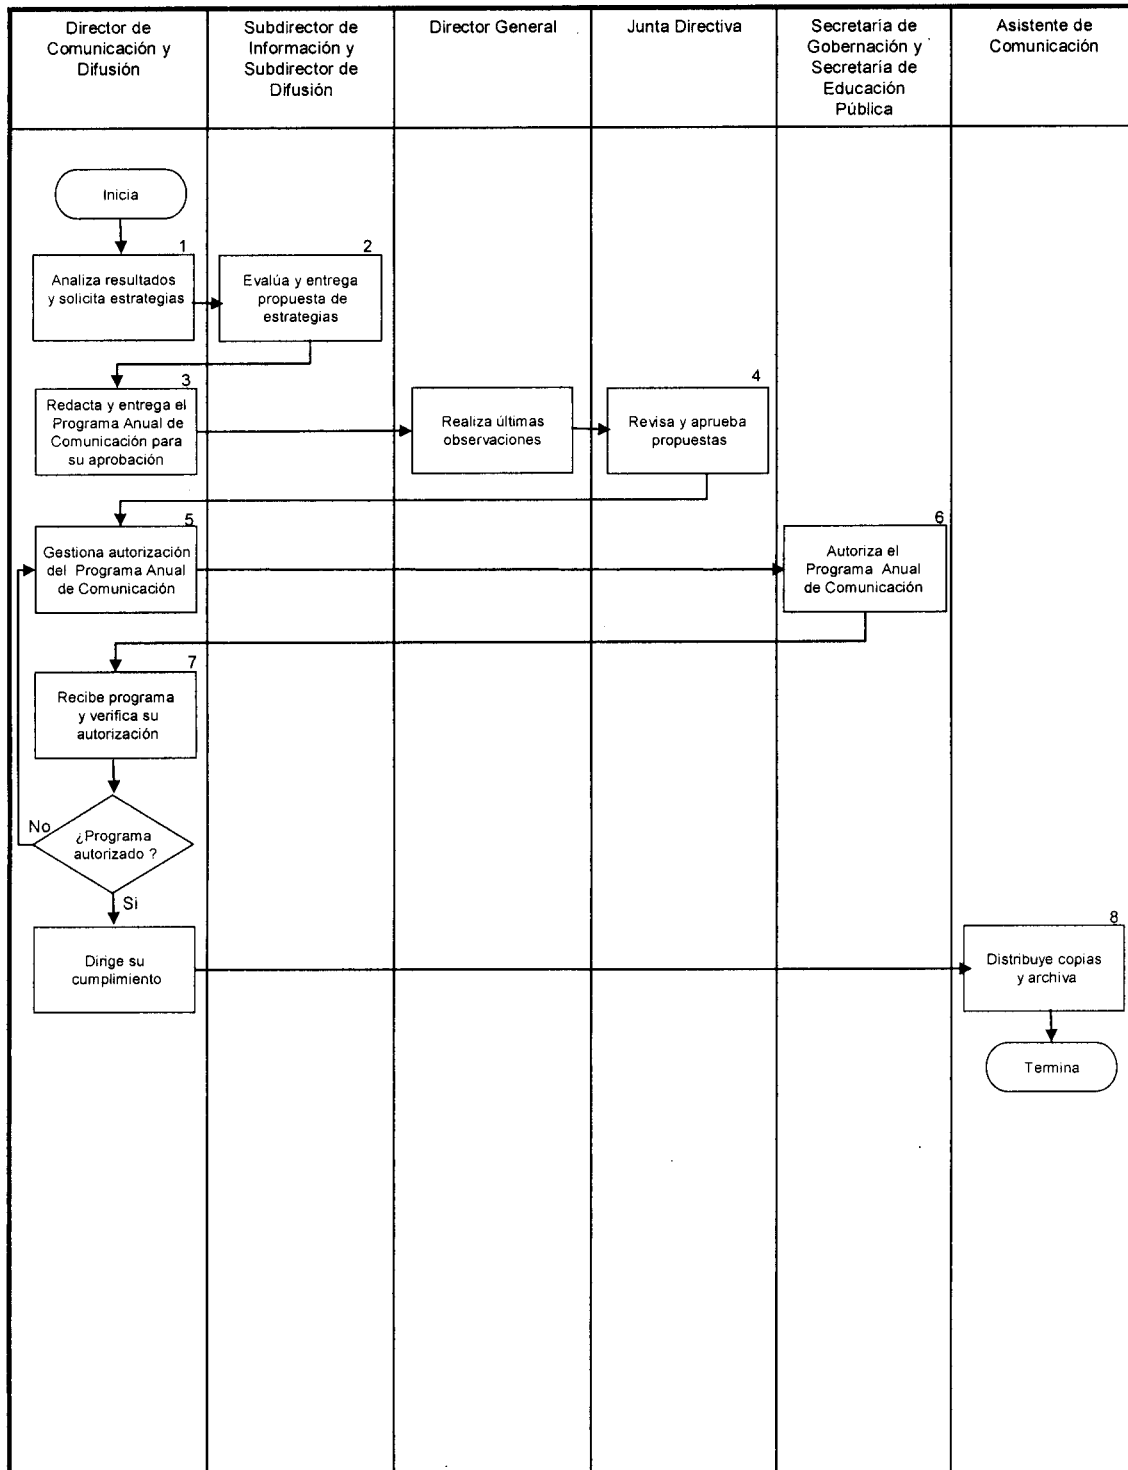 Director de
Comunicación y
Difusión
Subdirector de
Información y
Subdirector de
Difusión
Director General
Junta Directiva
Secretaría de
Gobernación y
Secretaría de
Educación
Pública
Asistente de
Comunicación
Inicia
1
Analiza resultados
y solicita estrategias
2
Evalúa y entrega
propuesta de
estrategias
3
Redacta y entrega el
Programa Anual de
Comunicación para
su aprobación
Realiza últimas
observaciones
4
Revisa y aprueba
propuestas
5
Gestiona autorización
del Programa Anual
de Comunicación
6
Autoriza el
Programa Anual
de Comunicación
7
Recibe programa
y verifica su
autorización
No
¿Programa
autorizado ?
Si
Dirige su
cumplimiento
8
Distribuye copias
y archiva
Termina